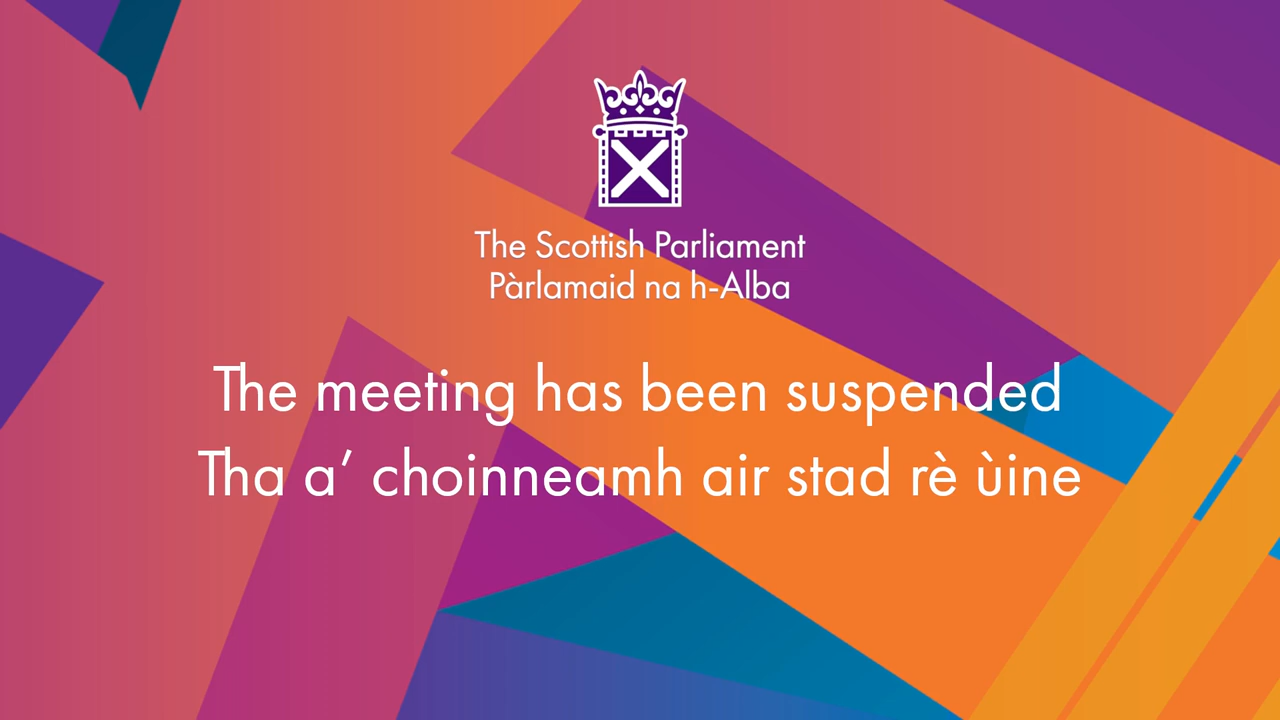 The Scottish Parliament
Pàrlamaid na h-Alba
The meeting has been suspended
Tha a’ choinneamh air stad rè ùine